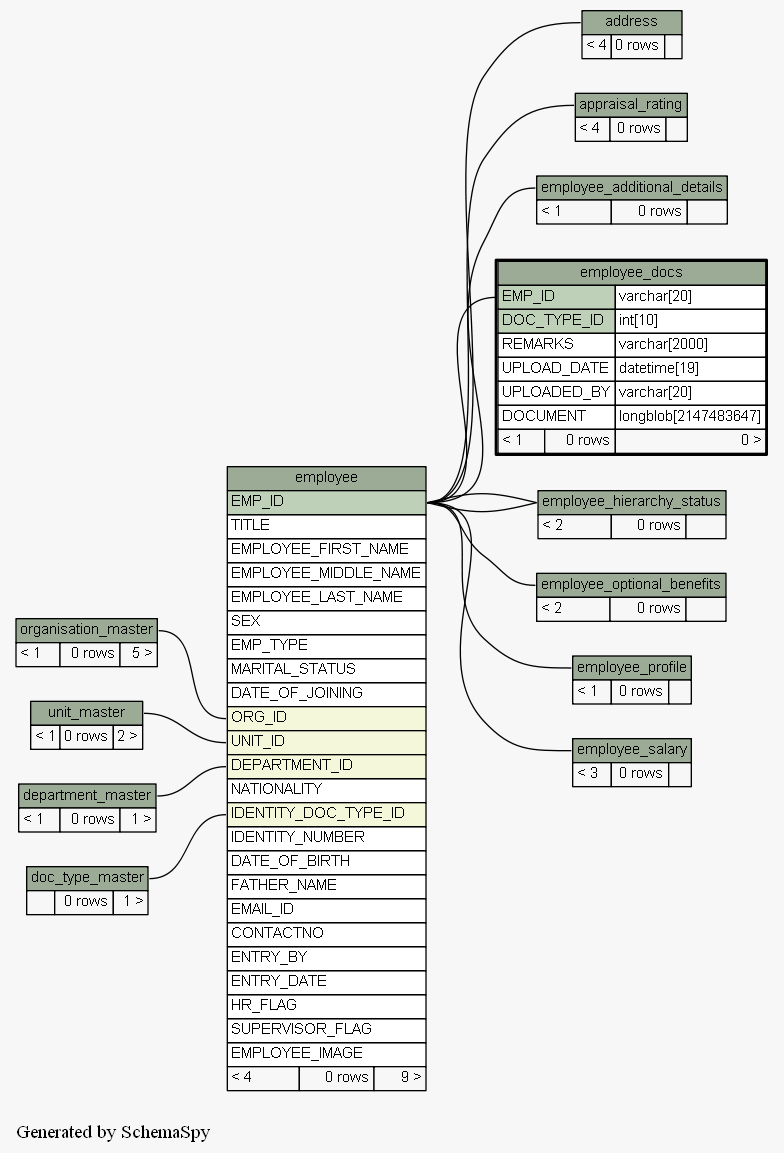 address
< 4 0 rows
appraisal_rating
< 4 0 rows
employee_additional_details
< 1 0 rows
employee_docs
EMP_ID varchar[20]
DOC_TYPE_ID int[10]
REMARKS varchar[2000]
UPLOAD_DATE datetime[19]
UPLOADED_BY varchar[20]
DOCUMENT longblob[2147483647]
< 1 0 rows 0 >
employee_hierarchy_status
< 2 0 rows
employee_optional_benefits
< 2 0 rows
employee_profile
< 1 0 rows
employee_salary
< 3 0 rows
employee
EMP_ID
TITLE
EMPLOYEE_FIRST_NAME
EMPLOYEE_MIDDLE_NAME
EMPLOYEE_LAST_NAME
SEX
EMP_TYPE
MARITAL_STATUS
DATE_OF_JOINING
ORG_ID
UNIT_ID
DEPARTMENT_ID
NATIONALITY
IDENTITY_DOC_TYPE_ID
IDENTITY_NUMBER
DATE_OF_BIRTH
FATHER_NAME
EMAIL_ID
CONTACTNO
ENTRY_BY
ENTRY_DATE
HR_FLAG
SUPERVISOR_FLAG
EMPLOYEE_IMAGE
< 4 0 rows 9 >
organisation_master
< 1 0 rows 5 >
unit_master
< 1 0 rows 2 >
department_master
< 1 0 rows 1 >
doc_type_master
0 rows 1 >
Generated by SchemaSpy